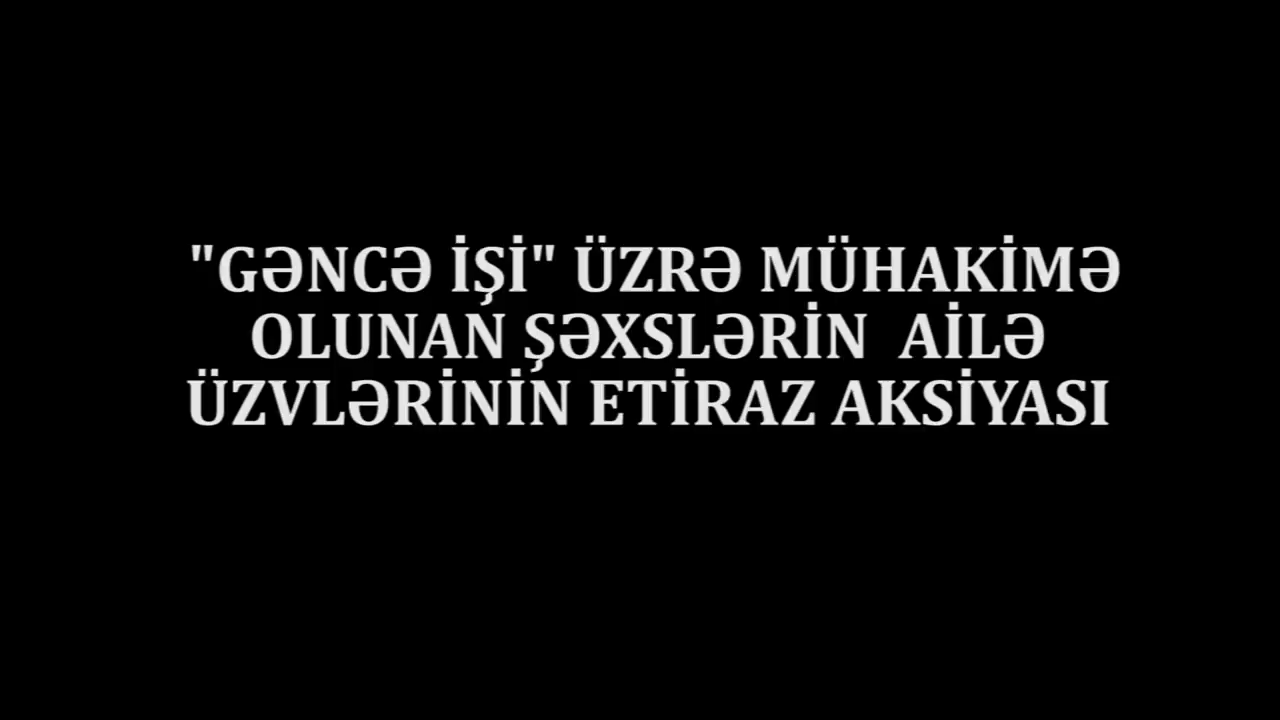 "GƏNCƏ İŞİ" ÜZRƏ MÜHAKİMƏ
OLUNAN ŞƏXSLƏRİN  AİLƏ
ÜZVLƏRİNİN ETİRAZ AKSİYASI